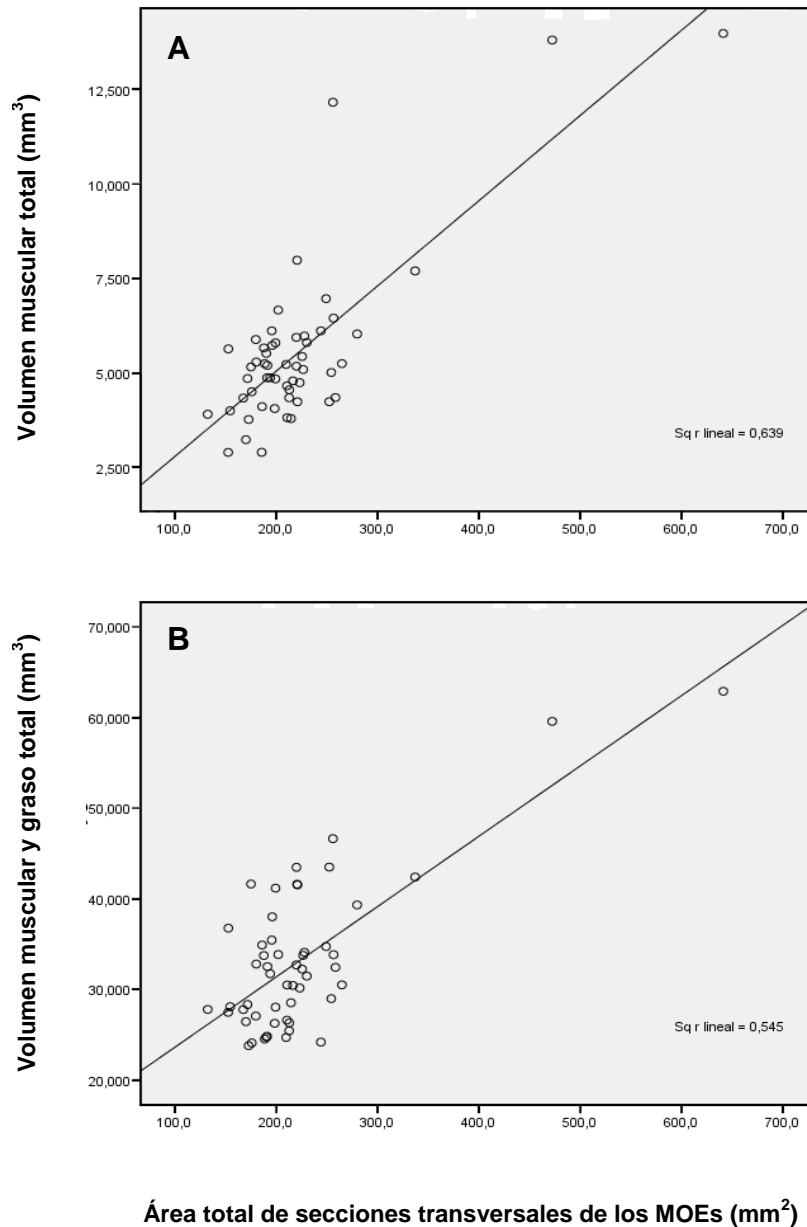 A
Volumen muscular total (mm³)
12,500
10,000
7,500
5,000
2,500
Sq r lineal = 0,639
100,0 200,0 300,0 400,0 500,0 600,0 700,0
B
Volumen muscular y graso total (mm³)
70,000
60,000
50,000
40,000
30,000
20,000
Sq r lineal = 0,545
100,0 200,0 300,0 400,0 500,0 600,0 700,0
Área total de secciones transversales de los MOEs (mm²)